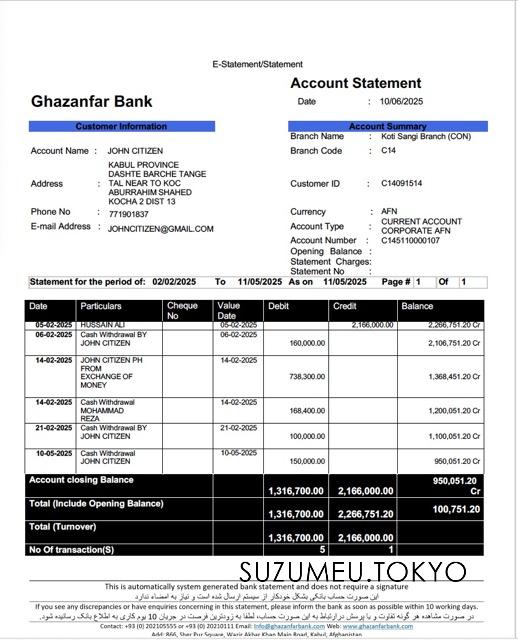 E-Statement/Statement
Account Statement
Date : 10/06/2025
Ghazanfar Bank
Customer Information
Account Name : JOHN CITIZEN
Address : KABUL PROVINCE
DASHTE BARCHE TANGE
TAL NEAR TO KOC
ABURRAHIM SHAHED
KOCHA 2 DIST 13
Phone No : 771901837
E-mail Address : JOHNCITIZEN@GMAIL.COM
Account Summary
Branch Name : Koti Sangi Branch (CON)
Branch Code : C14
Customer ID : C14091514
Currency : AFN
Account Type : CURRENT ACCOUNT
CORPORATE AFN
Account Number : C145110000107
Opening Balance :
Statement Charges:
Statement No :
Statement for the period of: 02/02/2025 To 11/05/2025 As on 11/05/2025 Page # 1 Of 1
Date Particulars Cheque No Value Date Debit Credit Balance
05-02-2025 HUSSAIN ALI 05-02-2025 2,166,000.00 2,266,751.20 Cr
06-02-2025 Cash Withdrawal BY JOHN CITIZEN 06-02-2025 160,000.00 2,106,751.20 Cr
14-02-2025 JOHN CITIZEN PH FROM EXCHANGE OF MONEY 14-02-2025 738,300.00 1,368,451.20 Cr
14-02-2025 Cash Withdrawal MOHAMMAD REZA 14-02-2025 168,400.00 1,200,051.20 Cr
21-02-2025 Cash Withdrawal BY JOHN CITIZEN 21-02-2025 100,000.00 1,100,051.20 Cr
10-05-2025 Cash Withdrawal JOHN CITIZEN 10-05-2025 150,000.00 950,051.20 Cr
Account closing Balance 1,316,700.00 2,166,000.00 950,051.20 Cr
Total (Include Opening Balance) 1,316,700.00 2,266,751.20 100,751.20
Total (Turnover) 1,316,700.00 2,166,000.00
No Of transaction(S) 5 1
SUZUMEU.TOKYO
This is automatically system generated bank statement and does not require a signature
این صورت حساب بانکی بشکل خودکار از سیستم ارسال شده است و نیاز به امضاء ندارد
If you see any discrepancies or have enquiries concerning in this statement, please inform the bank as soon as possible within 10 working days.
در صورت مشاهده هر گونه تفاوت و یا پرسش درارتباط به این صورت حساب، لطفا به زودترین فرصت در جریان 10 یوم کاری به اطلاع بانک رسانیده شود.
Contact: +93 (0) 202105555 or +93 (0) 20210111 Email: Info@ghazanfarbank.com Web: www.ghazanfarbank.com
Add: 866, Sher Pur Square, Wazir Akbar Khan Main Road, Kabul, Afghanistan